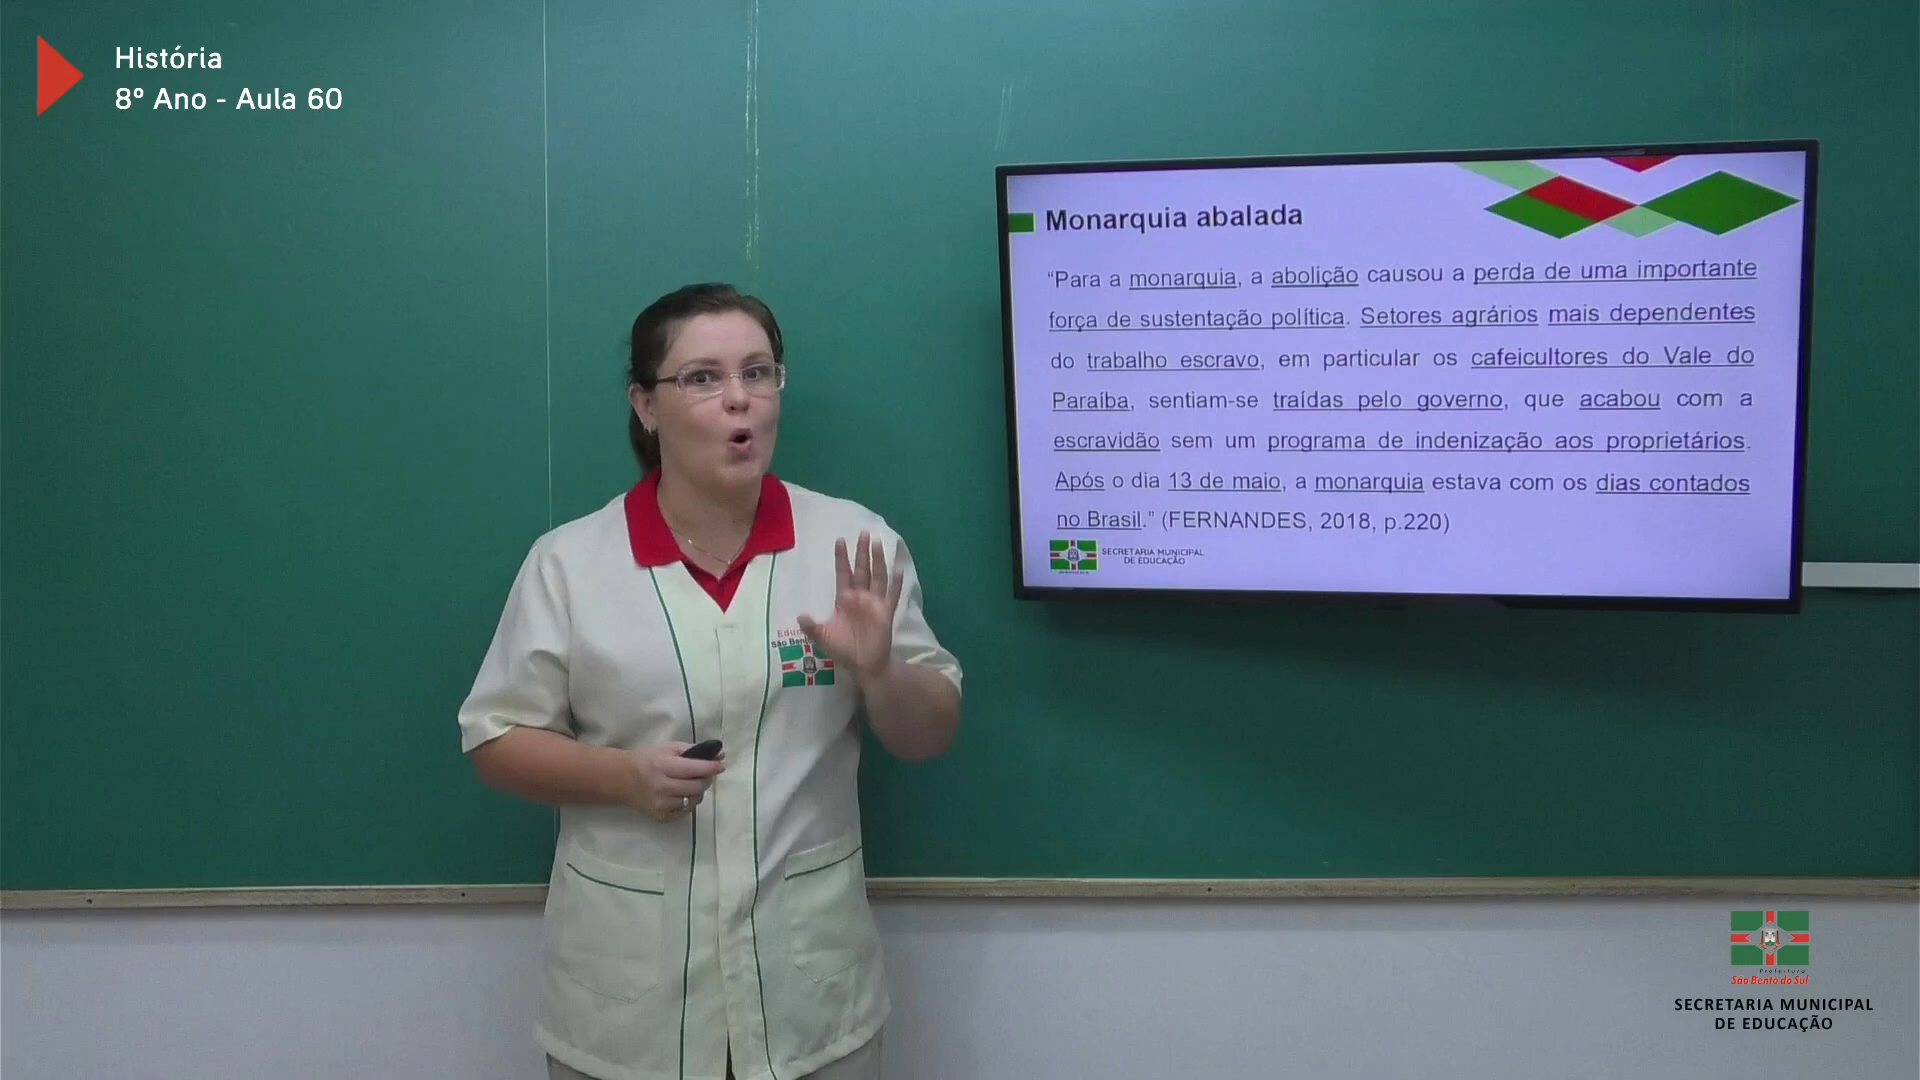 História
8º Ano - Aula 60
Monarquia abalada
“Para a monarquia, a abolição causou a perda de uma importante
força de sustentação política. Setores agrários mais dependentes
do trabalho escravo, em particular os cafeicultores do Vale do
Paraíba, sentiam-se traídas pelo governo, que acabou com a
escravidão sem um programa de indenização aos proprietários.
Após o dia 13 de maio, a monarquia estava com os dias contados
no Brasil.” (FERNANDES, 2018, p.220)
SECRETARIA MUNICIPAL
DE EDUCAÇÃO
São Bento
Prefeitura
São Bento do Sul
SECRETARIA MUNICIPAL
DE EDUCAÇÃO